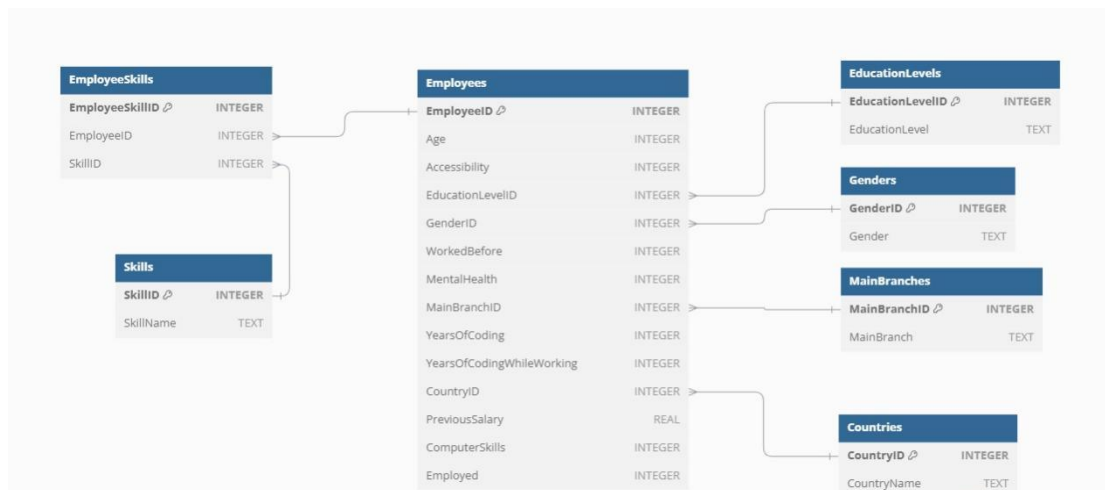 EmployeeSkills
EmployeeSkillID INTEGER
EmployeeID INTEGER
SkillID INTEGER
Skills
SkillID INTEGER
SkillName TEXT
Employees
EmployeeID INTEGER
Age INTEGER
Accessibility INTEGER
EducationLevelID INTEGER
GenderID INTEGER
WorkedBefore INTEGER
MentalHealth INTEGER
MainBranchID INTEGER
YearsOfCoding INTEGER
YearsOfCodingWhileWorking INTEGER
CountryID INTEGER
PreviousSalary REAL
ComputerSkills INTEGER
Employed INTEGER
EducationLevels
EducationLevelID INTEGER
EducationLevel TEXT
Genders
GenderID INTEGER
Gender TEXT
MainBranches
MainBranchID INTEGER
MainBranch TEXT
Countries
CountryID INTEGER
CountryName TEXT